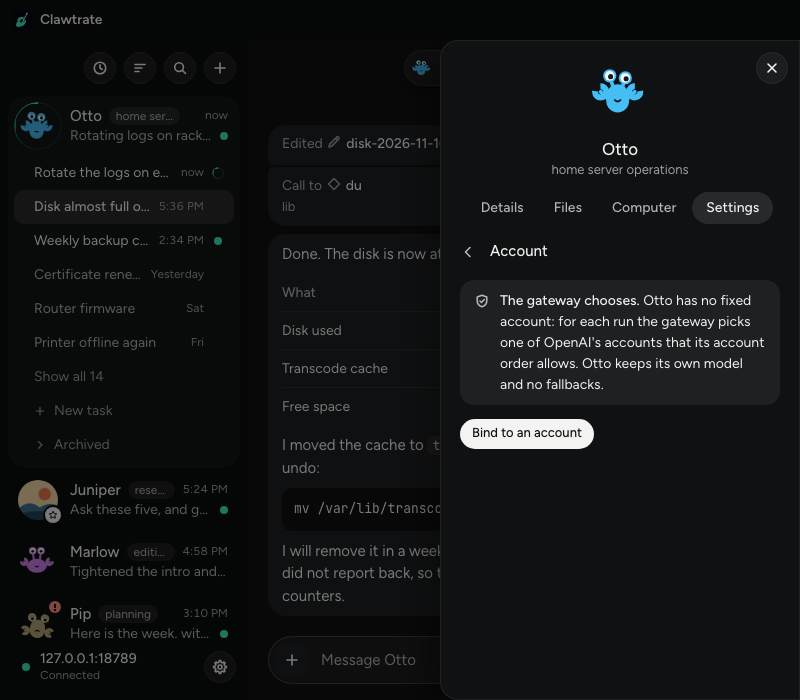 Clawtrate
Otto home ser... now
Rotating logs on rack...
Rotate the logs on e... now
Disk almost full o... 5:36 PM
Weekly backup c... 2:34 PM
Certificate rene... Yesterday
Router firmware Sat
Printer offline again Fri
Show all 14
New task
Archived
Juniper rese... 5:24 PM
Ask these five, and g...
Marlow editi... 4:58 PM
Tightened the intro and...
Pip planning 3:10 PM
Here is the week. wit...
127.0.0.1:18789
Connected
Edited disk-2026-11-1
Call to du
lib
Done. The disk is now at
What
Disk used
Transcode cache
Free space
I moved the cache to
undo:
mv /var/lib/transco
I will remove it in a week
did not report back, so
counters.
Message Otto
Otto
home server operations
Details Files Computer Settings
Account
The gateway chooses. Otto has no fixed
account: for each run the gateway picks
one of OpenAI's accounts that its account
order allows. Otto keeps its own model
and no fallbacks.
Bind to an account